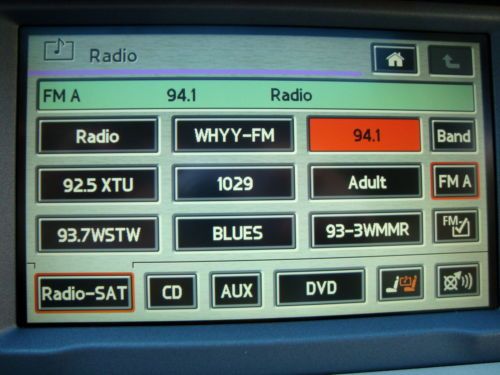 Radio
FM A 94.1 Radio
Radio WHYY-FM 94.1 Band
92.5 XTU 1029 Adult FM A
93.7WSTW BLUES 93-3WMMR FM
Radio-SAT CD AUX DVD